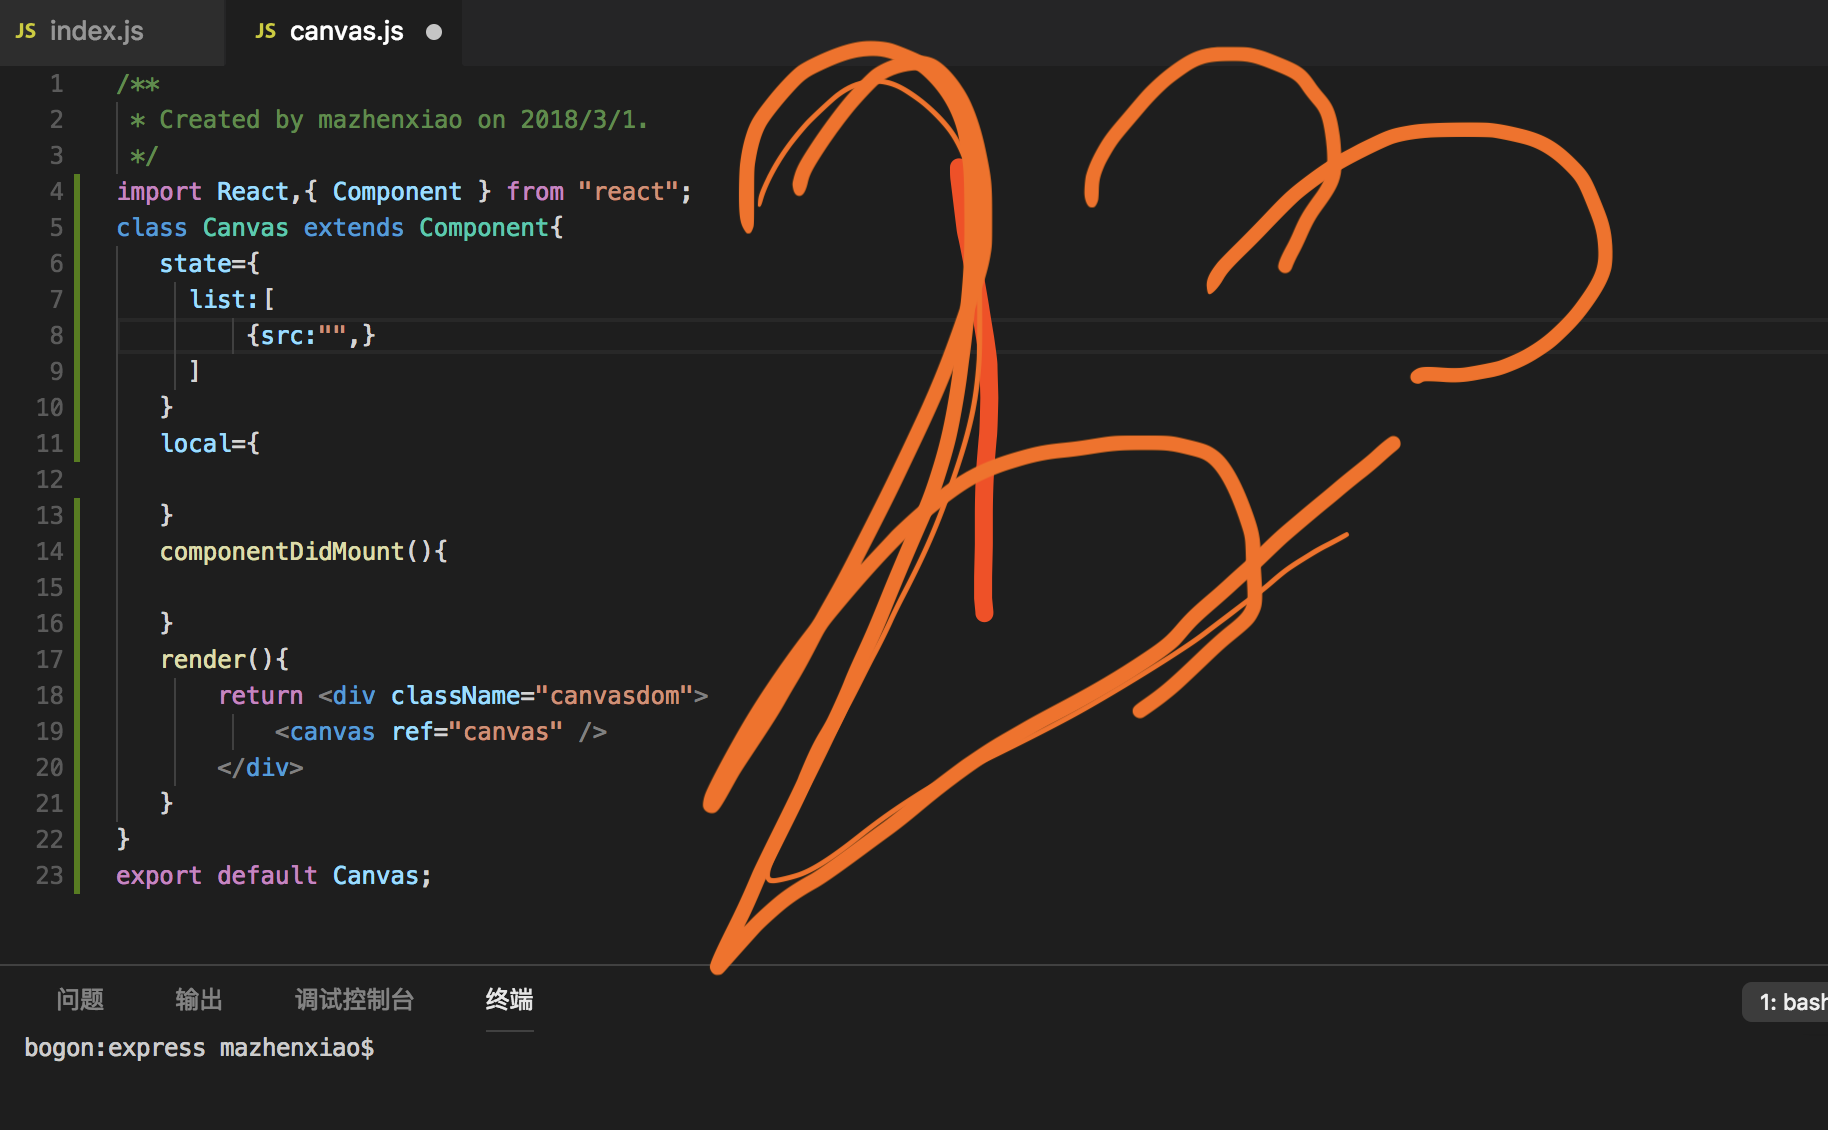 JS index.js JS canvas.js
1 /**
2 * Created by mazhenxiao on 2018/3/1.
3 */
4 import React,{ Component } from "react";
5 class Canvas extends Component{
6 state={
7 list:[
8 {src:"",}
9 ]
10 }
11 local={
12
13 }
14 componentDidMount(){
15
16 }
17 render(){
18 return <div className="canvasdom">
19 <canvas ref="canvas" />
20 </div>
21 }
22 }
23 export default Canvas;
问题 输出 调试控制台 终端 1: bash
bogon:express mazhenxiao$